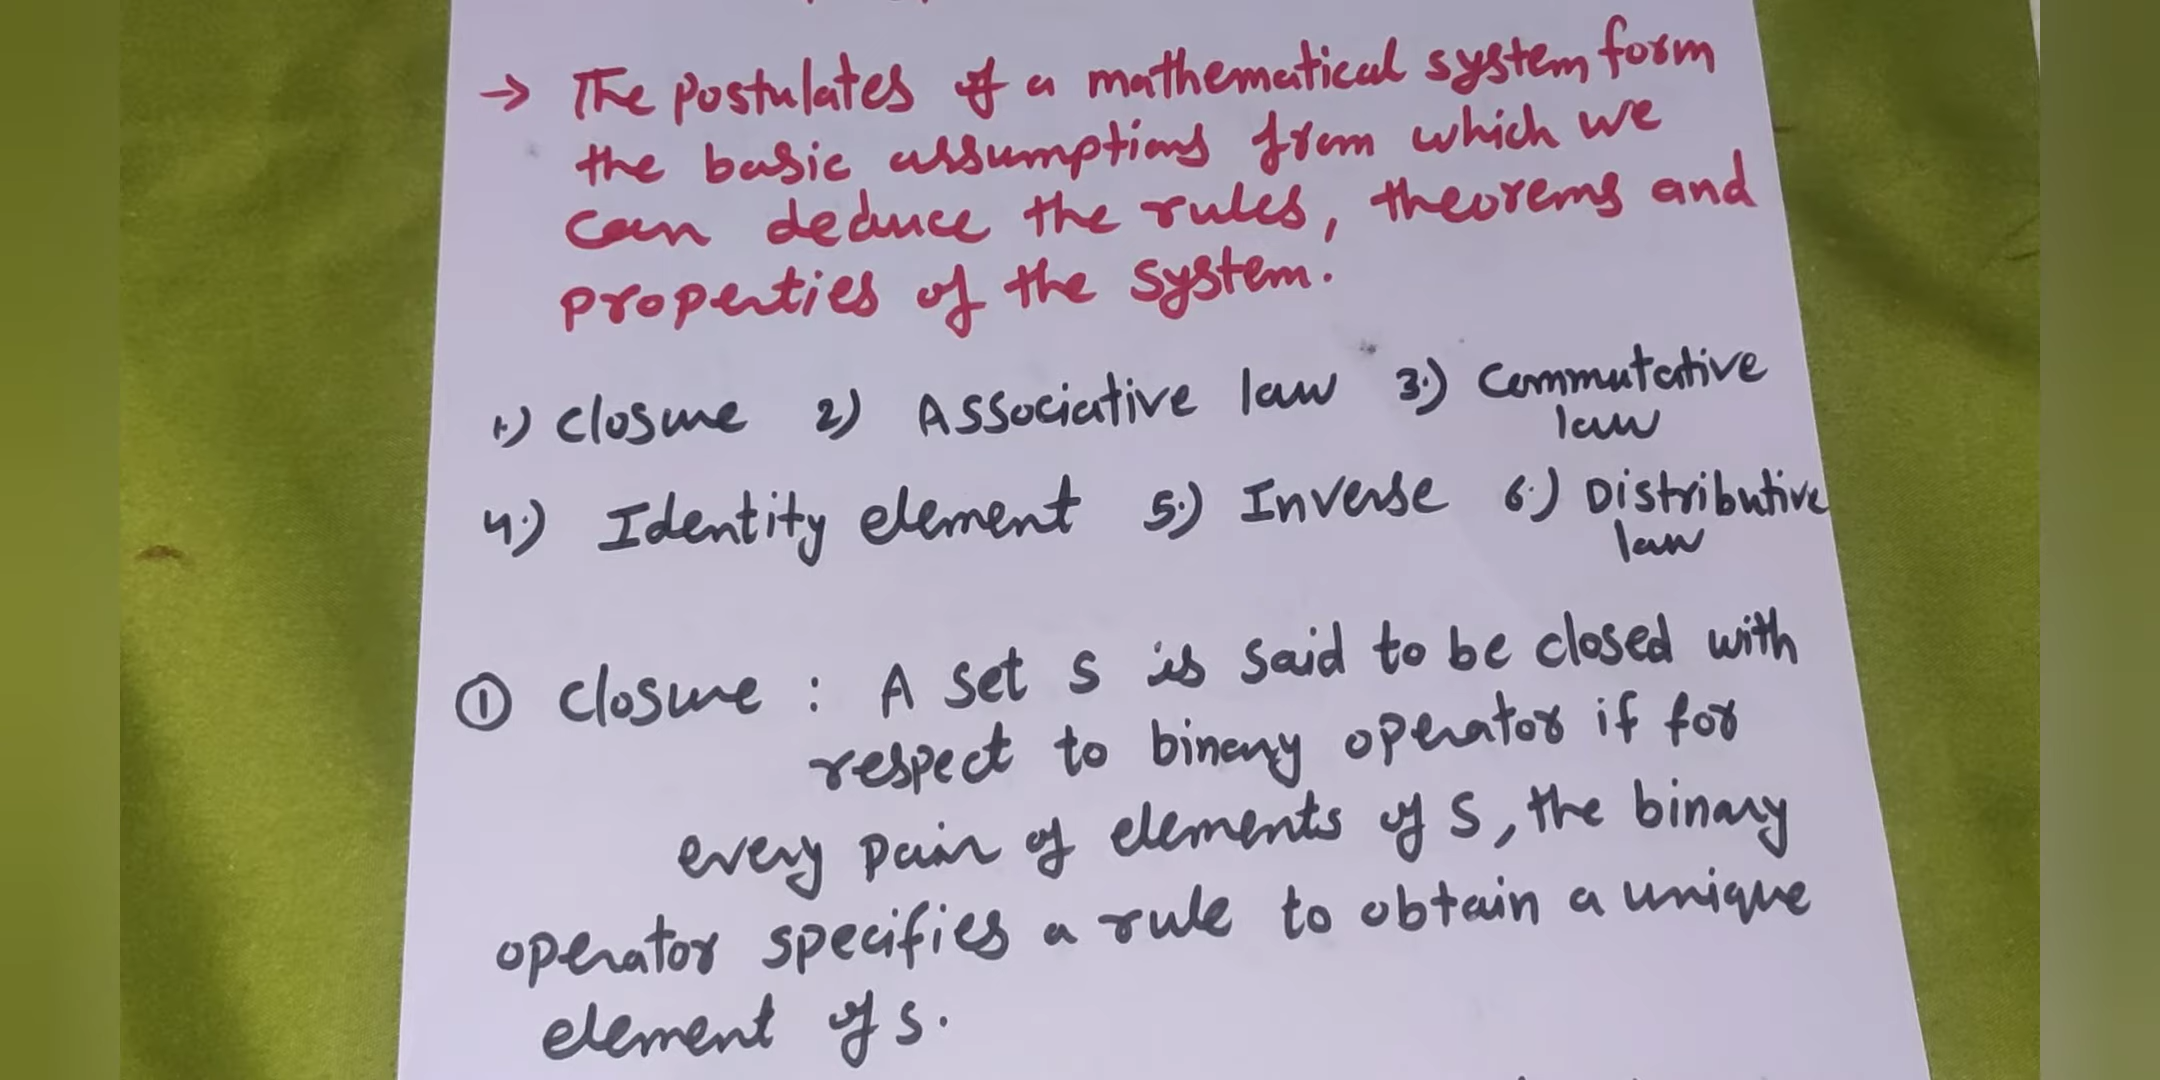 → The postulates of a mathematical system form
the basic assumptions from which we
can deduce the rules, theorems and
properties of the system.
1.) Closure 2) Associative law 3.) Commutative
law
4.) Identity element 5.) Inverse 6.) Distributive
law
① Closure : A set S is said to be closed with
respect to binary operator if for
every pair of elements of S, the binary
operator specifies a rule to obtain a unique
element of S.